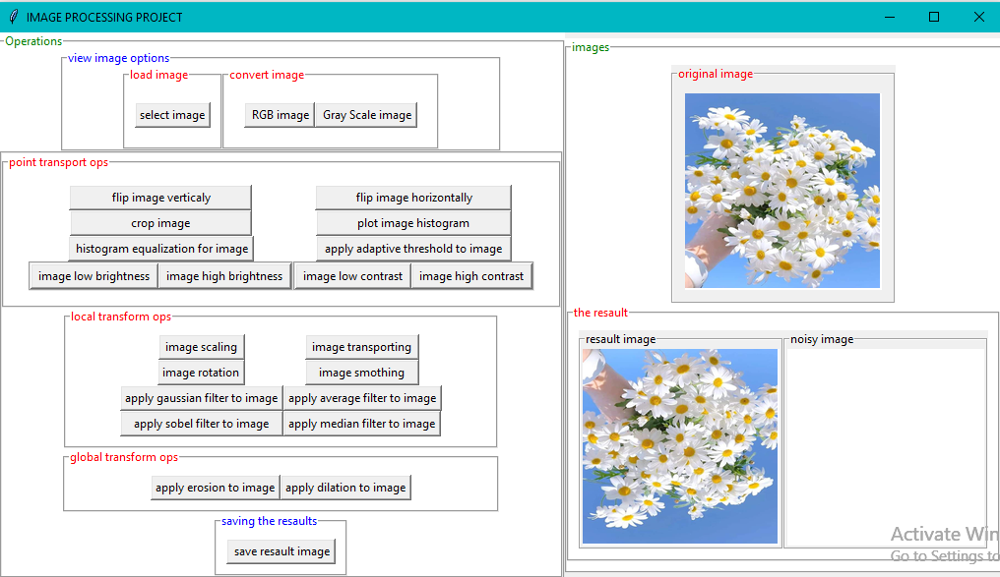 IMAGE PROCESSING PROJECT
Operations
view image options
load image
convert image
select image
RGB image
Gray Scale image
point transport ops
flip image verticaly
flip image horizontally
crop image
plot image histogram
histogram equalization for image
apply adaptive threshold to image
image low brightness
image high brightness
image low contrast
image high contrast
local transform ops
image scaling
image transporting
image rotation
image smothing
apply gaussian filter to image
apply average filter to image
apply sobel filter to image
apply median filter to image
global transform ops
apply erosion to image
apply dilation to image
saving the resaults
save resault image
images
original image
the resault
resault image
noisy image
Activate Win
Go to Settings to